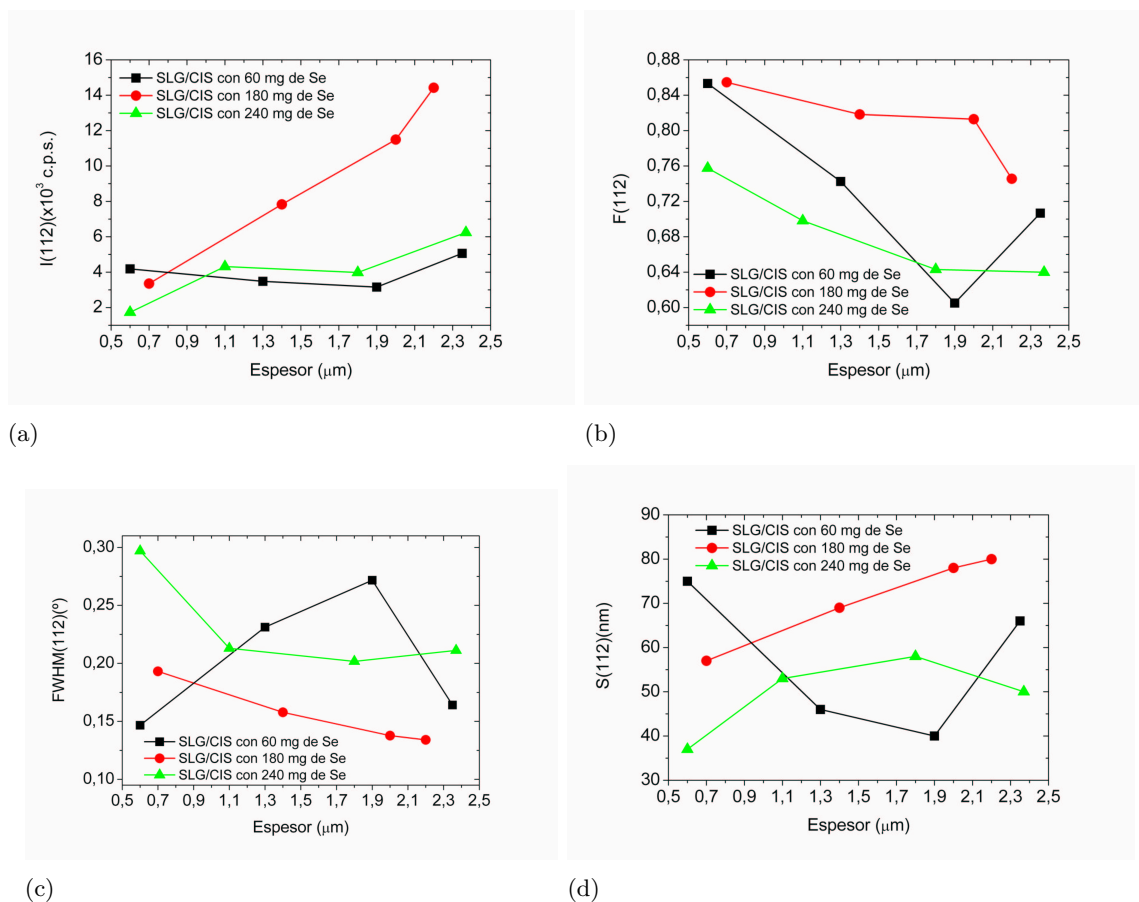 16
14
12
10
8
6
4
2
I(112)(x10³ c.p.s.)
SLG/CIS con 60 mg de Se
SLG/CIS con 180 mg de Se
SLG/CIS con 240 mg de Se
0,5 0,7 0,9 1,1 1,3 1,5 1,7 1,9 2,1 2,3 2,5
Espesor (μm)
(a)
0,88
0,84
0,80
0,76
0,72
0,68
0,64
0,60
F(112)
SLG/CIS con 60 mg de Se
SLG/CIS con 180 mg de Se
SLG/CIS con 240 mg de Se
0,5 0,7 0,9 1,1 1,3 1,5 1,7 1,9 2,1 2,3 2,5
Espesor (μm)
(b)
0,30
0,25
0,20
0,15
0,10
FWHM(112)(º)
SLG/CIS con 60 mg de Se
SLG/CIS con 180 mg de Se
SLG/CIS con 240 mg de Se
0,5 0,7 0,9 1,1 1,3 1,5 1,7 1,9 2,1 2,3 2,5
Espesor (μm)
(c)
90
80
70
60
50
40
30
S(112)(nm)
SLG/CIS con 60 mg de Se
SLG/CIS con 180 mg de Se
SLG/CIS con 240 mg de Se
0,5 0,7 0,9 1,1 1,3 1,5 1,7 1,9 2,1 2,3 2,5
Espesor (μm)
(d)